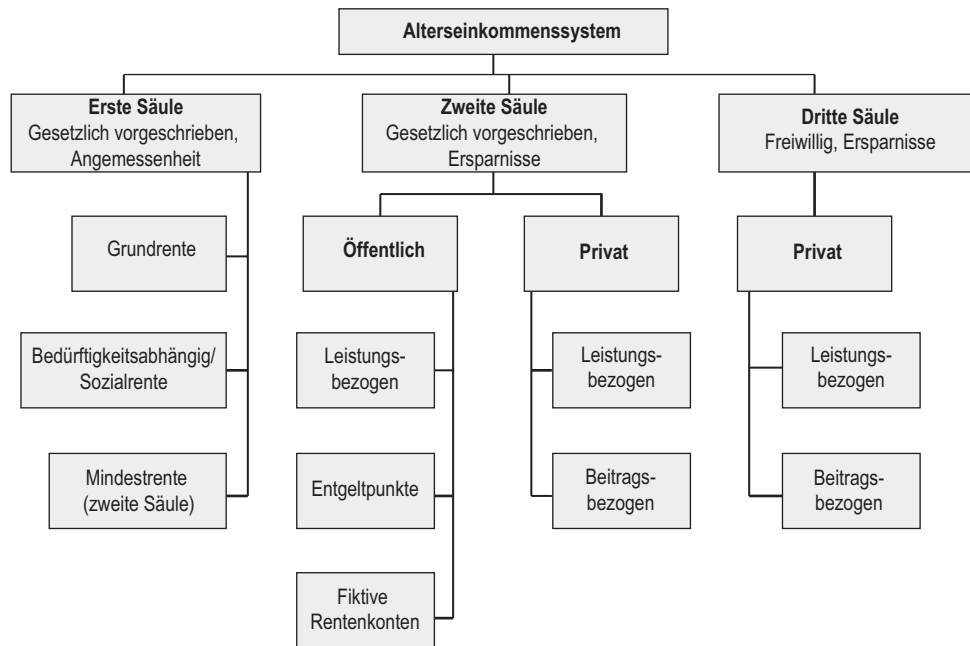 Alterseinkommenssystem
Erste Säule
Gesetzlich vorgeschrieben,
Angemessenheit
Zweite Säule
Gesetzlich vorgeschrieben,
Ersparnisse
Dritte Säule
Freiwillig, Ersparnisse
Grundrente
Öffentlich
Privat
Privat
Bedürftigkeitsabhängig/
Sozialrente
Leistungs-
bezogen
Leistungs-
bezogen
Leistungs-
bezogen
Mindestrente
(zweite Säule)
Entgeltpunkte
Beitrags-
bezogen
Beitrags-
bezogen
Fiktive
Rentenkonten